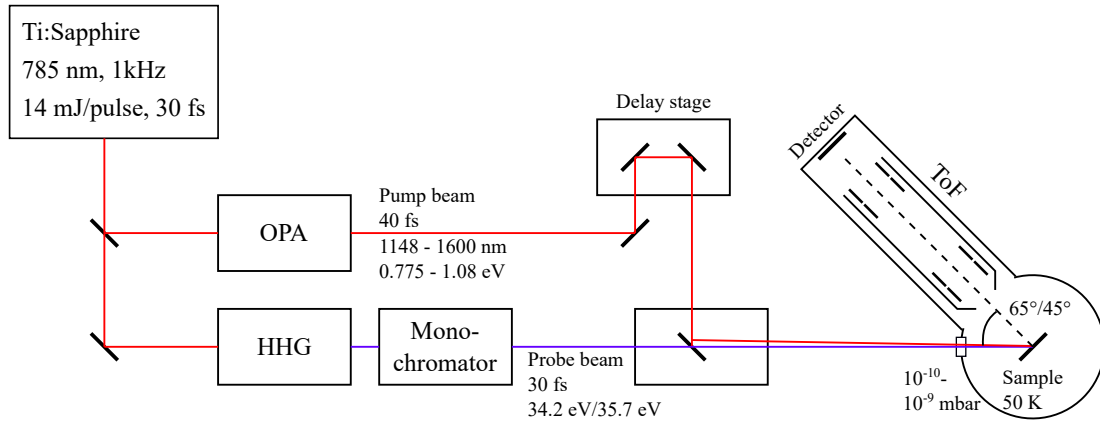 Ti:Sapphire
785 nm, 1kHz
14 mJ/pulse, 30 fs
Delay stage
Detector
ToF
OPA
Pump beam
40 fs
1148 - 1600 nm
0.775 - 1.08 eV
65°/45°
HHG
Mono-
chromator
Probe beam
30 fs
34.2 eV/35.7 eV
10⁻¹⁰-
10⁻⁹ mbar
Sample
50 K